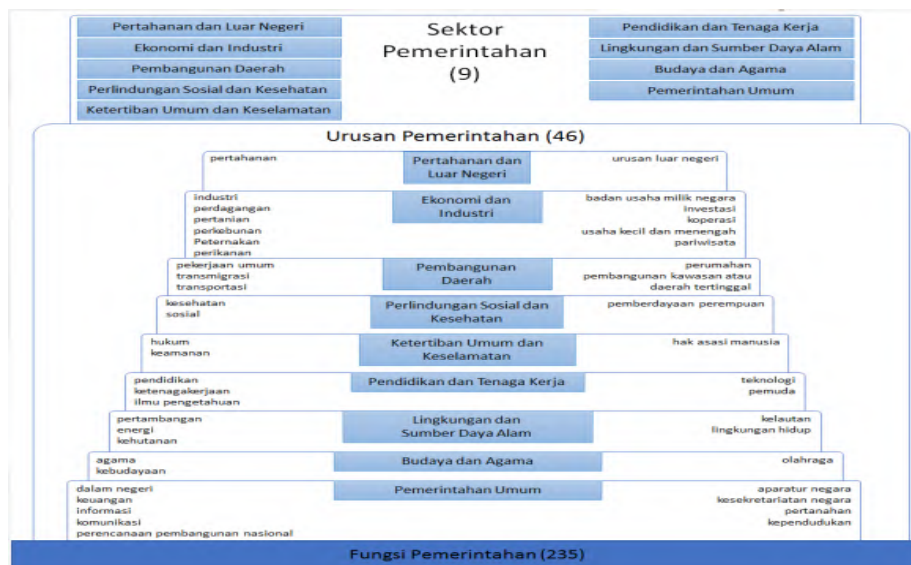 Pertahanan dan Luar Negeri
Ekonomi dan Industri
Pembangunan Daerah
Perlindungan Sosial dan Kesehatan
Ketertiban Umum dan Keselamatan
Sektor
Pemerintahan
(9)
Pendidikan dan Tenaga Kerja
Lingkungan dan Sumber Daya Alam
Budaya dan Agama
Pemerintahan Umum
Urusan Pemerintahan (46)
pertahanan
Pertahanan dan
Luar Negeri
urusan luar negeri
industri
perdagangan
pertanian
perkebunan
Peternakan
perikanan
Ekonomi dan
Industri
badan usaha milik negara
investasi
koperasi
usaha kecil dan menengah
pariwisata
pekerjaan umum
transmigrasi
transportasi
Pembangunan
Daerah
perumahan
pembangunan kawasan atau
daerah tertinggal
kesehatan
sosial
Perlindungan Sosial dan
Kesehatan
pemberdayaan perempuan
hukum
keamanan
Ketertiban Umum dan
Keselamatan
hak asasi manusia
pendidikan
ketenagakerjaan
ilmu pengetahuan
Pendidikan dan Tenaga Kerja
teknologi
pemuda
pertambangan
energi
kehutanan
Lingkungan dan
Sumber Daya Alam
kelautan
lingkungan hidup
agama
kebudayaan
Budaya dan Agama
olahraga
dalam negeri
keuangan
informasi
komunikasi
perencanaan pembangunan nasional
Pemerintahan Umum
aparatur negara
kesekretariatan negara
pertanahan
kependudukan
Fungsi Pemerintahan (235)